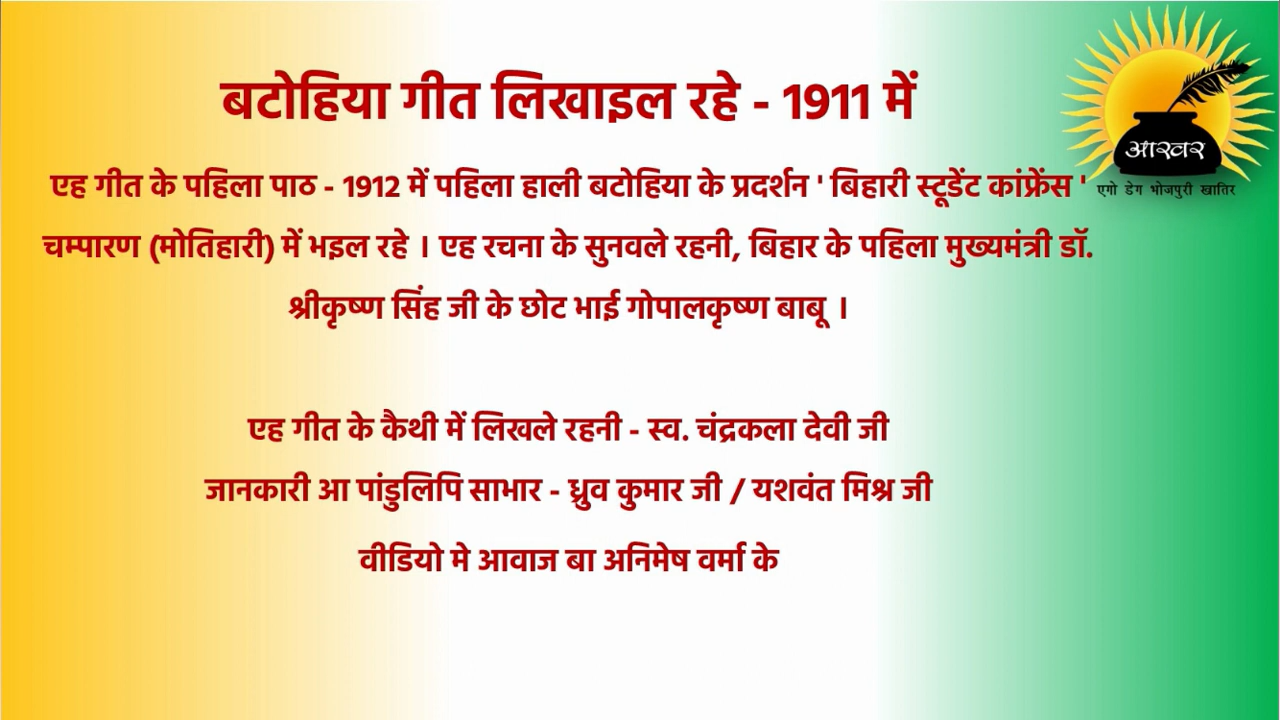 बटोहिया गीत लिखाइल रहे - 1911 में
आखर
एगो डेग भोजपुरी खातिर
एह गीत के पहिला पाठ - 1912 में पहिला हाली बटोहिया के प्रदर्शन ' बिहारी स्टूडेंट कांफ्रेंस '
चम्पारण (मोतिहारी) में भइल रहे । एह रचना के सुनवले रहनी, बिहार के पहिला मुख्यमंत्री डॉ.
श्रीकृष्ण सिंह जी के छोट भाई गोपालकृष्ण बाबू ।
एह गीत के कैथी में लिखले रहनी - स्व. चंद्रकला देवी जी
जानकारी आ पांडुलिपि साभार - ध्रुव कुमार जी / यशवंत मिश्र जी
वीडियो मे आवाज बा अनिमेष वर्मा के